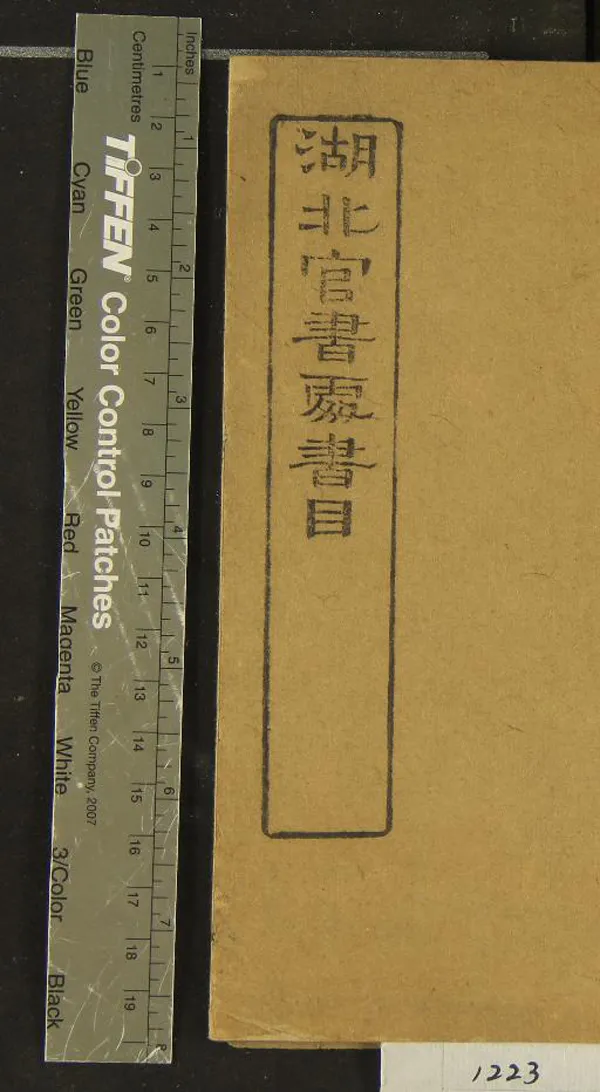 湖北官書處書目
Inches
1 2 3 4 5 6 7 8
Centimetres
1 2 3 4 5 6 7 8 9 10 11 12 13 14 15 16 17 18 19
TIFFEN® Color Control Patches
© The Tiffen Company, 2007
Blue Cyan Green Yellow Red Magenta White 3/Color Black
1223